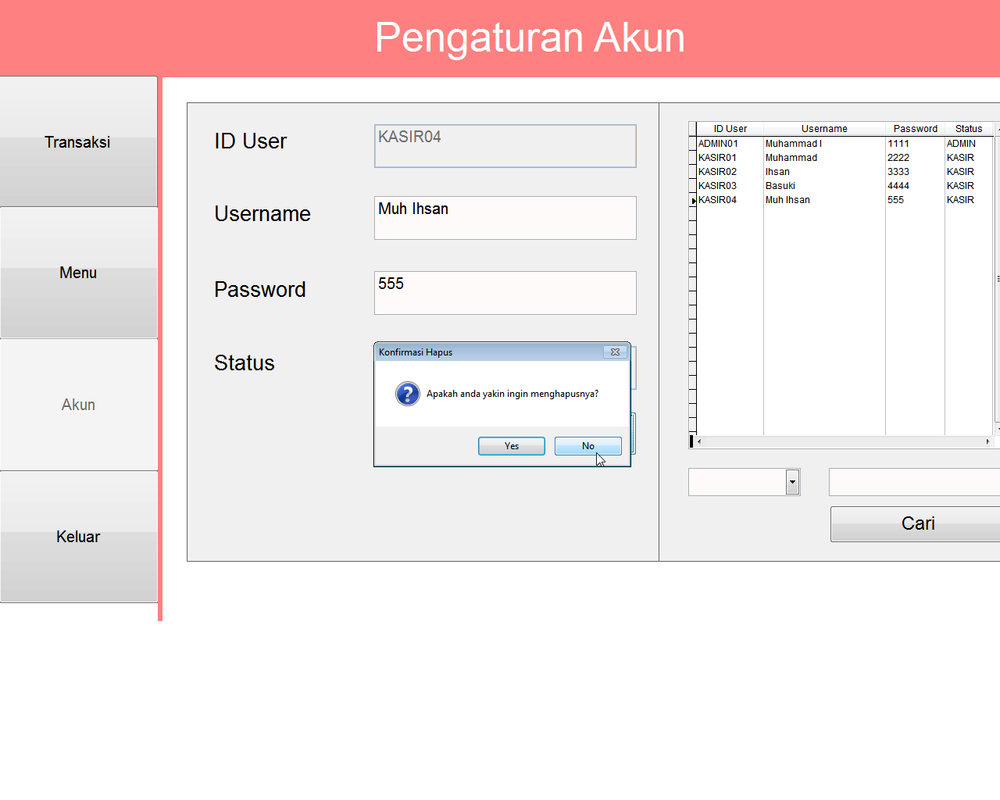 Pengaturan Akun
Transaksi
Menu
Akun
Keluar
ID User
KASIR04
Username
Muh Ihsan
Password
555
Status
Konfirmasi Hapus
Apakah anda yakin ingin menghapusnya?
Yes No
ID User Username Password Status
ADMIN01 Muhammad I 1111 ADMIN
KASIR01 Muhammad 2222 KASIR
KASIR02 Ihsan 3333 KASIR
KASIR03 Basuki 4444 KASIR
KASIR04 Muh Ihsan 555 KASIR
Cari